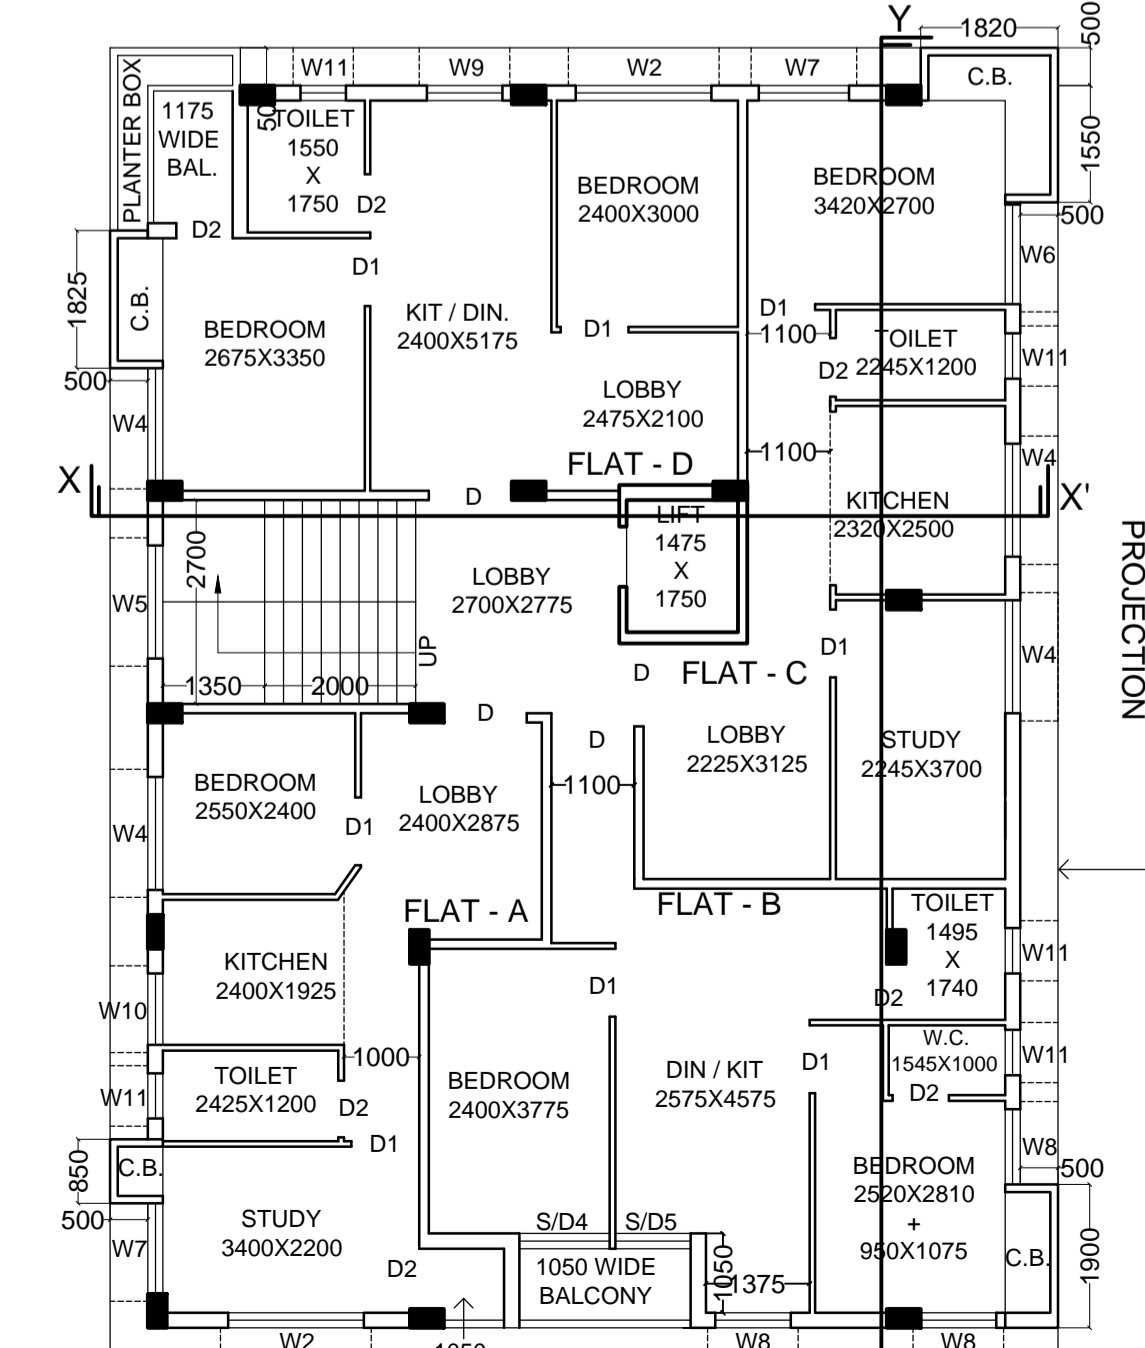 Y
1820
500
W11
W9
W2
W7
C.B.
PLANTER BOX
1175
WIDE
BAL.
50
TOILET
1550
X
1750
D2
BEDROOM
2400X3000
BEDROOM
3420X2700
1550
500
D2
D1
W6
1825
C.B.
BEDROOM
2675X3350
KIT / DIN.
2400X5175
D1
D1
1100
TOILET
2245X1200
D2
W11
500
W4
LOBBY
2475X2100
1100
W4
FLAT - D
X
D
LIFT
1475
X
1750
KITCHEN
2320X2500
X'
PROJECTION
2700
W5
LOBBY
2700X2775
UP
1350
2000
D1
W4
D
FLAT - C
D
D
LOBBY
2225X3125
STUDY
2245X3700
1100
BEDROOM
2550X2400
LOBBY
2400X2875
W4
D1
FLAT - A
FLAT - B
TOILET
1495
X
1740
W11
KITCHEN
2400X1925
D1
D2
W10
1000
W.C.
1545X1000
W11
D1
D2
TOILET
2425X1200
W11
D2
BEDROOM
2400X3775
DIN / KIT
2575X4575
D1
850
C.B.
W8
500
BEDROOM
2520X2810
+
950X1075
500
W7
STUDY
3400X2200
S/D4
S/D5
D2
1050 WIDE
BALCONY
1050
1375
C.B.
1900
W2
1050
W8
W8